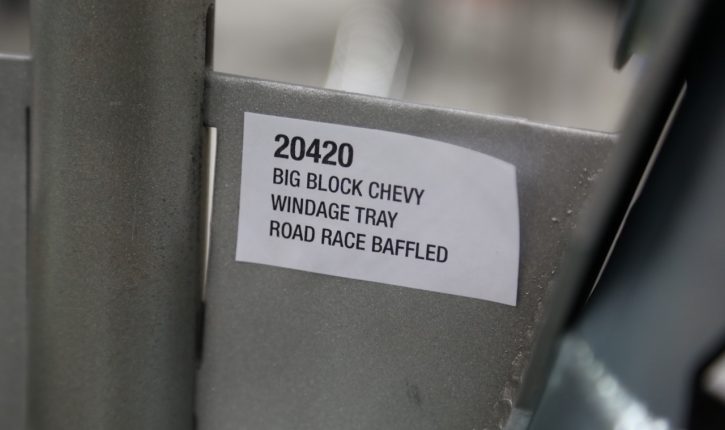 20420
BIG BLOCK CHEVY
WINDAGE TRAY
ROAD RACE BAFFLED